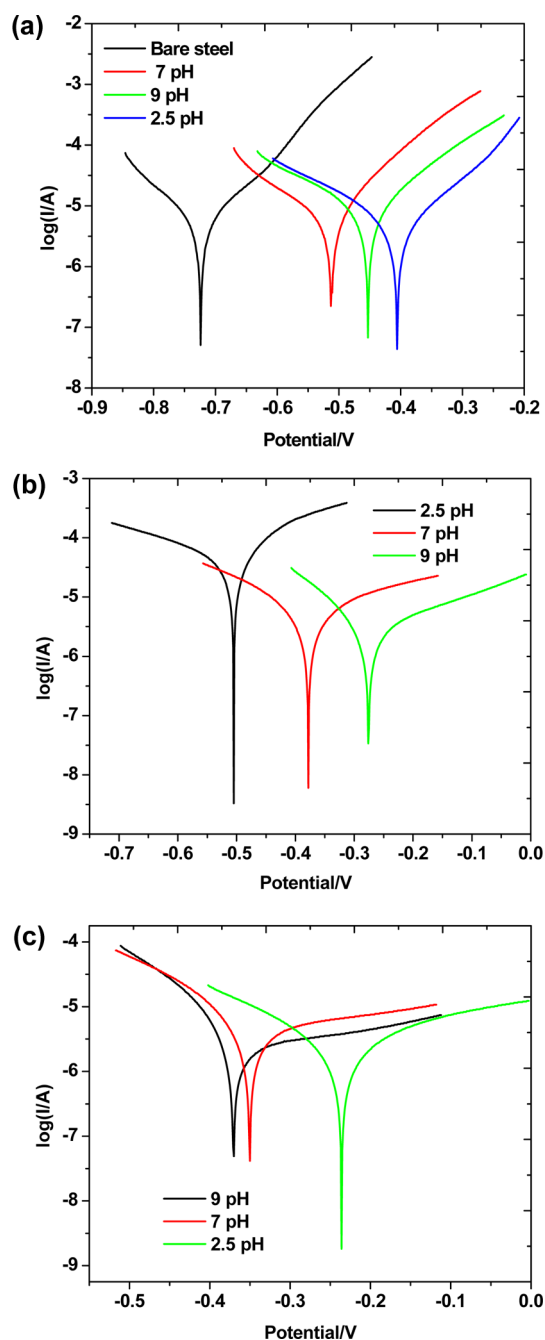 (a)
-2
-3
-4
-5
-6
-7
-8
log(I/A)
Bare steel
7 pH
9 pH
2.5 pH
-0.9 -0.8 -0.7 -0.6 -0.5 -0.4 -0.3 -0.2
Potential/V
(b)
-3
-4
-5
-6
-7
-8
-9
log(I/A)
2.5 pH
7 pH
9 pH
-0.7 -0.6 -0.5 -0.4 -0.3 -0.2 -0.1 0.0
Potential/V
(c)
-4
-5
-6
-7
-8
-9
log(I/A)
9 pH
7 pH
2.5 pH
-0.5 -0.4 -0.3 -0.2 -0.1 0.0
Potential/V